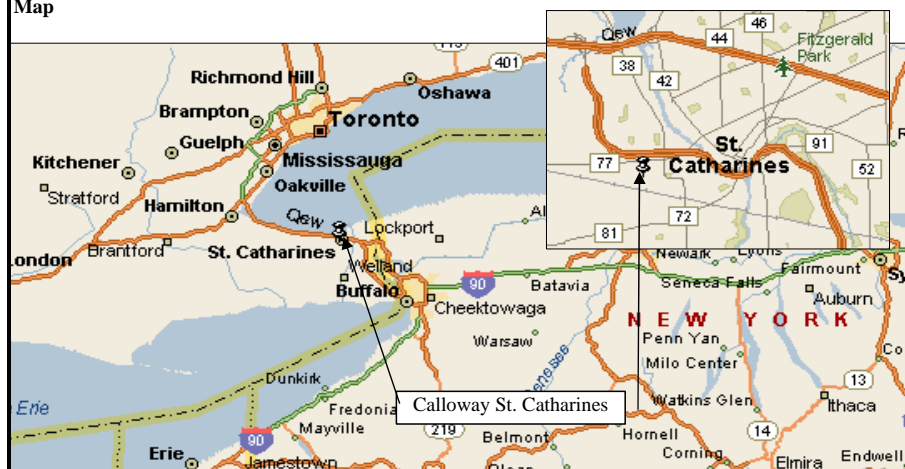 Map
401
Richmond Hill
Oshawa
Brampton
Toronto
Guelph
Mississauga
Kitchener
Oakville
Stratford
Hamilton
Qew
Lockport
Brantford
St. Catharines
London
Welland
Buffalo
90
Batavia
Cheektowaga
Warsaw
Newark
Lyons
Seneca Falls
Fairmount
Auburn
NEW YORK
Penn Yan
Milo Center
Watkins Glen
13
Ithaca
Erie
Dunkirk
Fredonia
Calloway St. Catharines
90
Mayville
219
Belmont
Hornell
14
Erie
Jamestown
Corning
Elmira
Endwell
Qew
46
44
Fitzgerald
Park
38
42
St.
Catharines
91
77
52
72
81